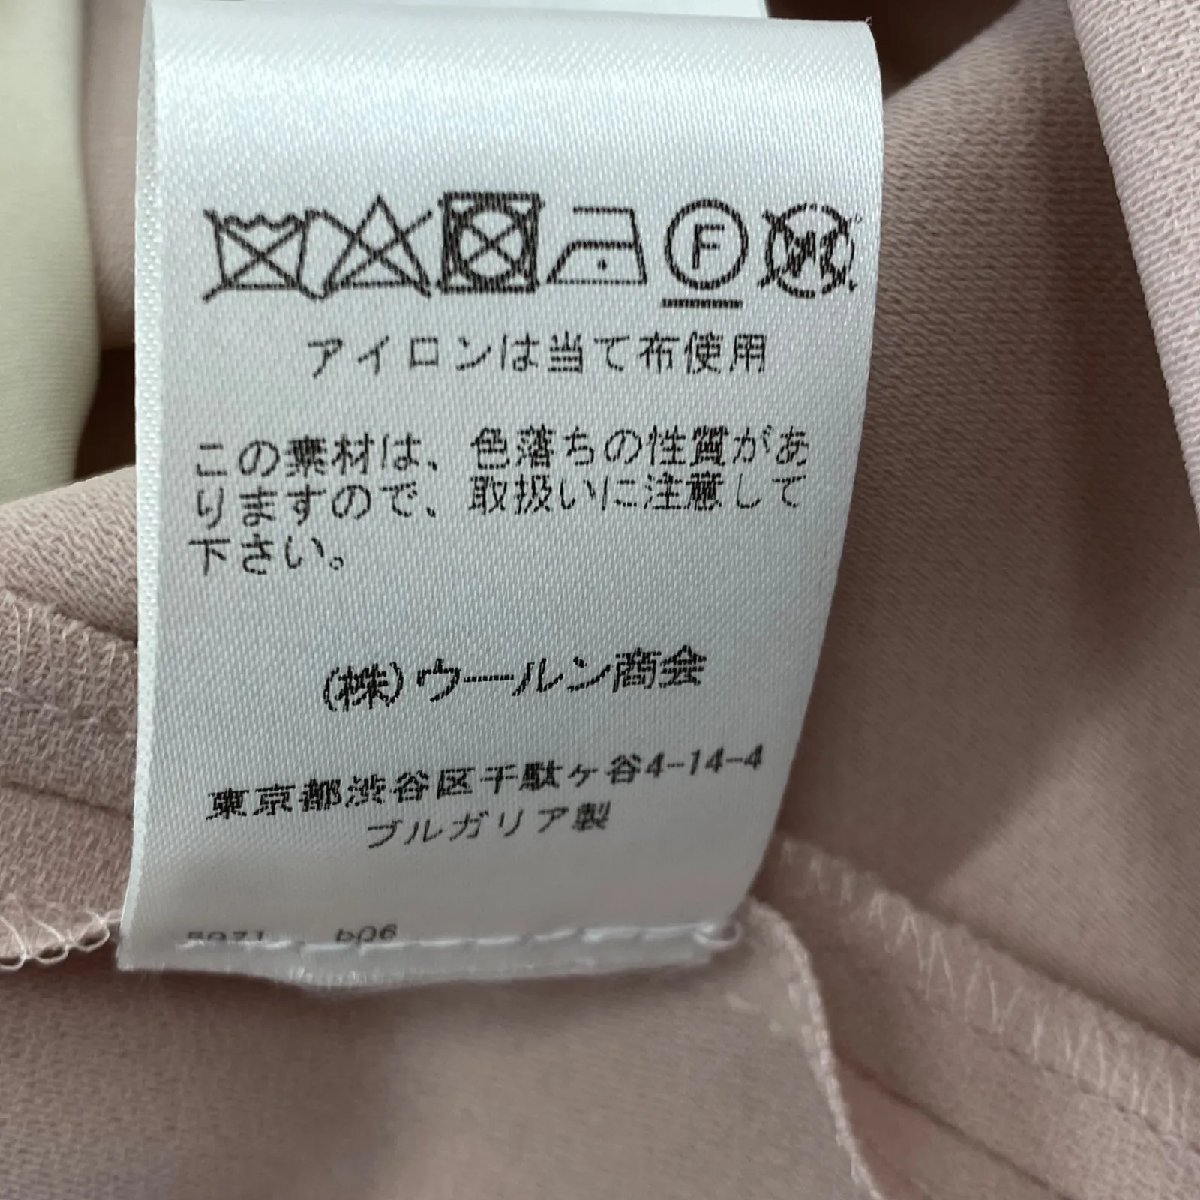 F W
アイロンは当て布使用
この素材は、色落ちの性質があ
りますので、取扱いに注意して
下さい。
(株)ウールン商会
東京都渋谷区千駄ヶ谷4-14-4
ブルガリア製
bp6